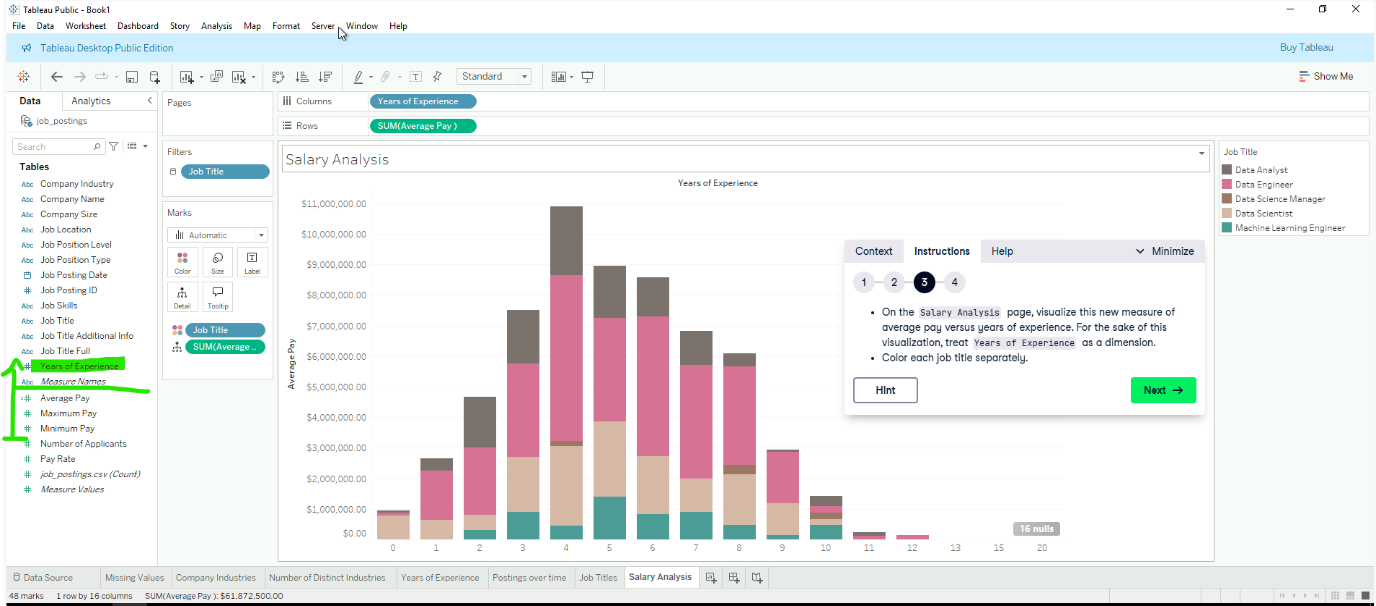 Tableau Public - Book1
File Data Worksheet Dashboard Story Analysis Map Format Server Window Help
Tableau Desktop Public Edition
Buy Tableau
Standard
Show Me
Data
Analytics
job_postings
Search
Tables
Abc Company Industry
Abc Company Name
Abc Company Size
Abc Job Location
Abc Job Position Level
Abc Job Position Type
Job Posting Date
# Job Posting ID
Abc Job Skills
Abc Job Title
Abc Job Title Additional Info
Abc Job Title Full
# Years of Experience
Abc Measure Names
# Average Pay
# Maximum Pay
# Minimum Pay
# Number of Applicants
# Pay Rate
# job_postings.csv (Count)
# Measure Values
Pages
Filters
Job Title
Marks
Automatic
Color Size Label
Detail Tooltip
Job Title
SUM(Average ..
Columns
Years of Experience
Rows
SUM(Average Pay )
Salary Analysis
Years of Experience
$11,000,000.00
$10,000,000.00
$9,000,000.00
$8,000,000.00
$7,000,000.00
$6,000,000.00
$5,000,000.00
$4,000,000.00
$3,000,000.00
$2,000,000.00
$1,000,000.00
$0.00
Average Pay
0 1 2 3 4 5 6 7 8 9 10 11 12 13 15 20
16 nulls
Job Title
Data Analyst
Data Engineer
Data Science Manager
Data Scientist
Machine Learning Engineer
Context
Instructions
Help
Minimize
1 2 3 4
• On the Salary Analysis page, visualize this new measure of
average pay versus years of experience. For the sake of this
visualization, treat Years of Experience as a dimension.
• Color each job title separately.
HInt
Next →
Data Source
Missing Values
Company Industries
Number of Distinct Industries
Years of Experience
Postings over time
Job Titles
Salary Analysis
48 marks 1 row by 16 columns SUM(Average Pay ): $61,872,500.00